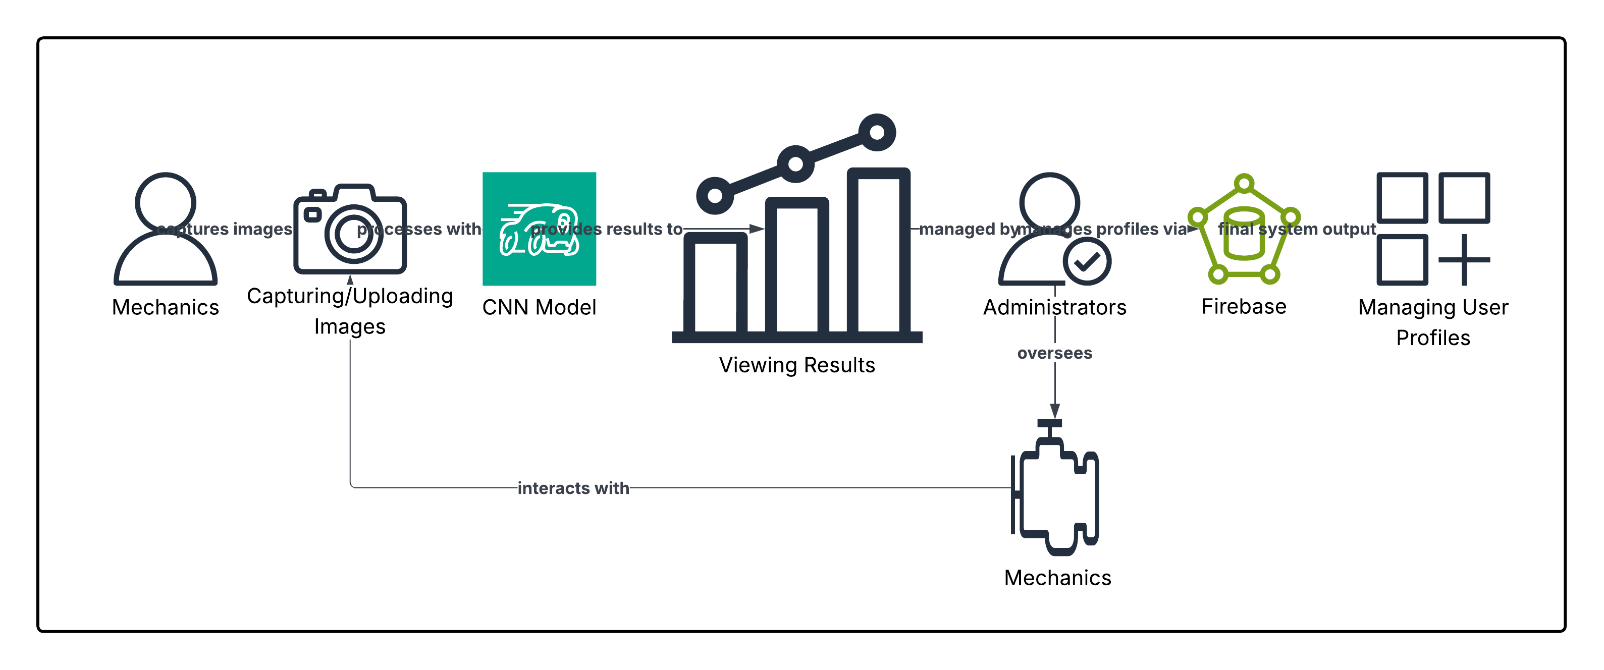 captures images
processes with
provides results to
managed by
manages profiles via
final system output
Mechanics
Capturing/Uploading
Images
CNN Model
Viewing Results
Administrators
Firebase
Managing User
Profiles
oversees
interacts with
Mechanics